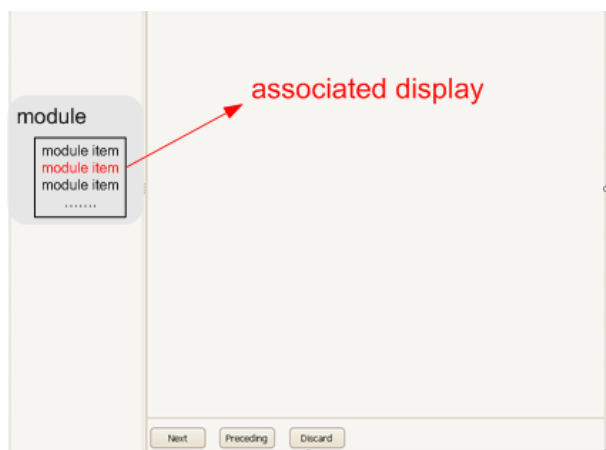 associated display
module
module item
module item
module item
.......
Next Preceding Discard